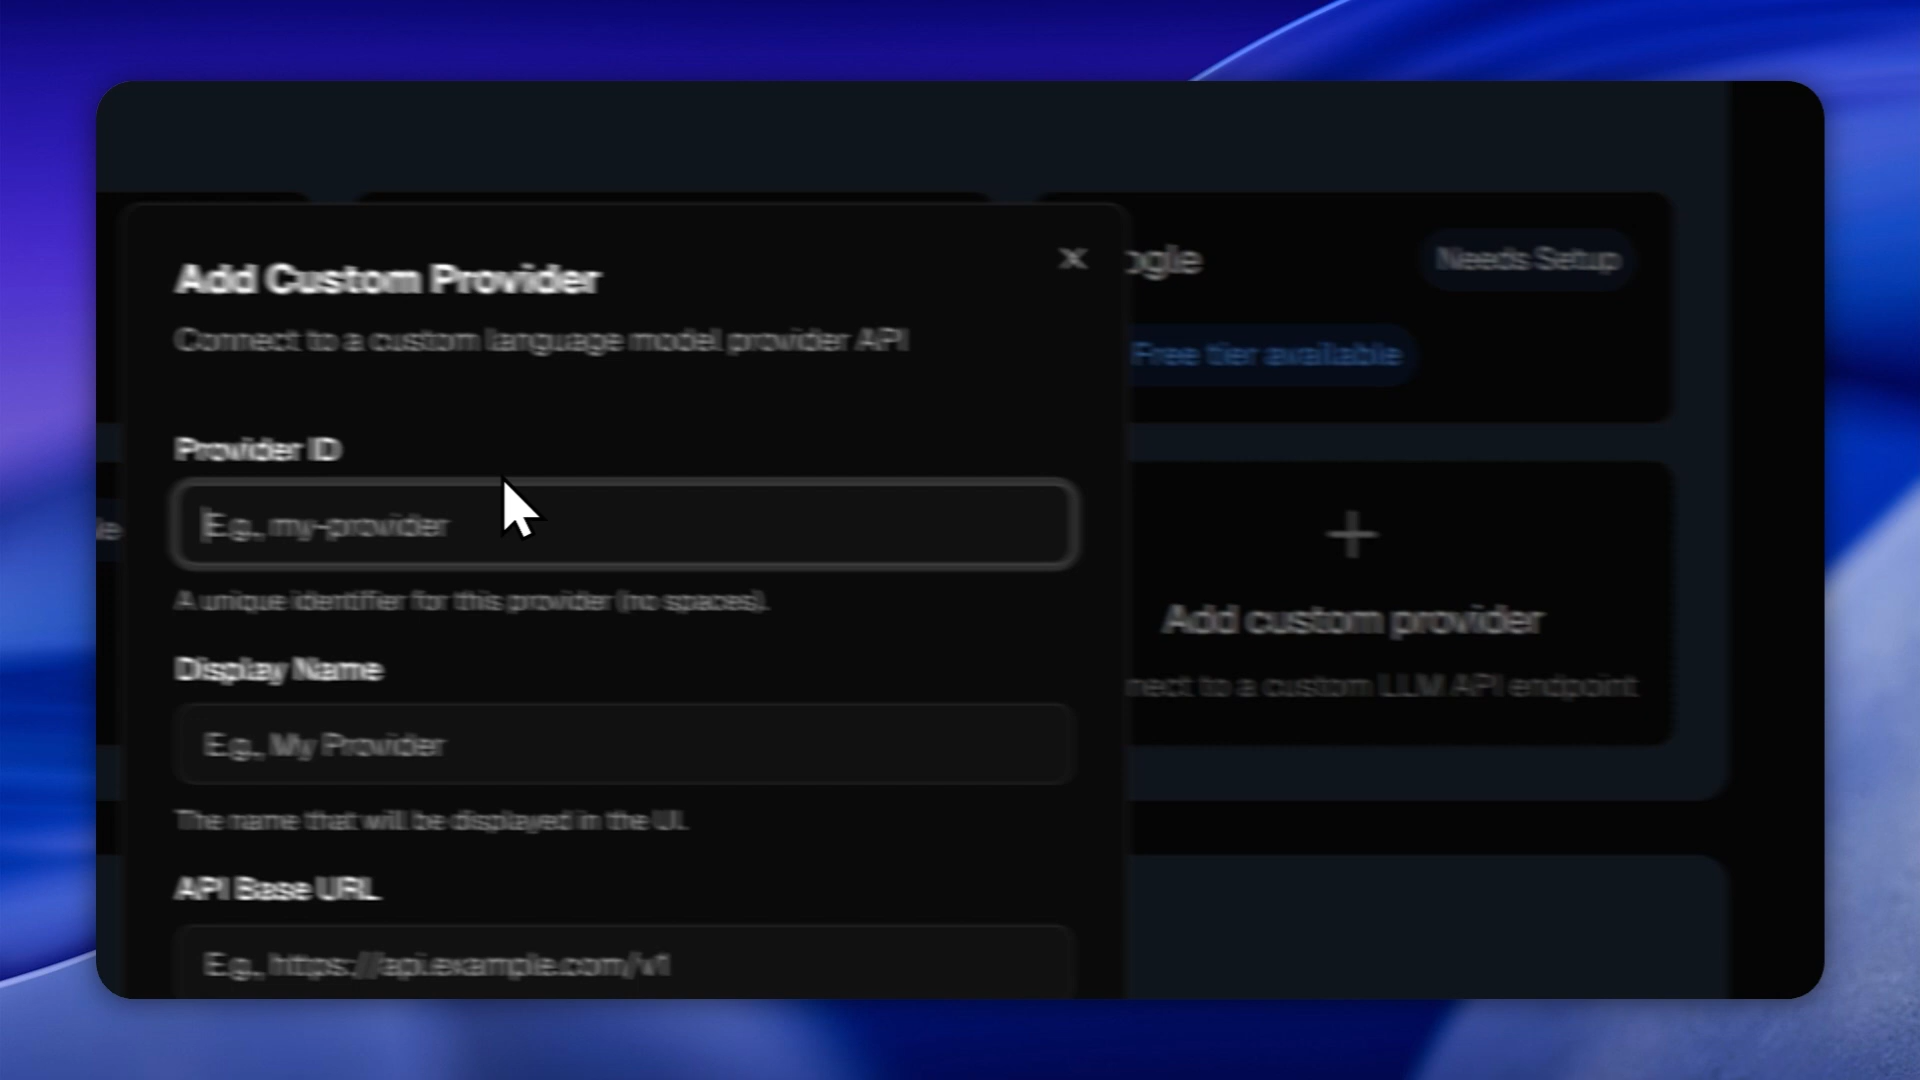 Add Custom Provider
Connect to a custom language model provider API
Provider ID
E.g., my-provider
A unique identifier for this provider (no spaces).
Display Name
E.g., My Provider
The name that will be displayed in the UI.
API Base URL
E.g., https://api.example.com/v1
ogle
Needs Setup
Free tier available
Add custom provider
nect to a custom LLM API endpoint